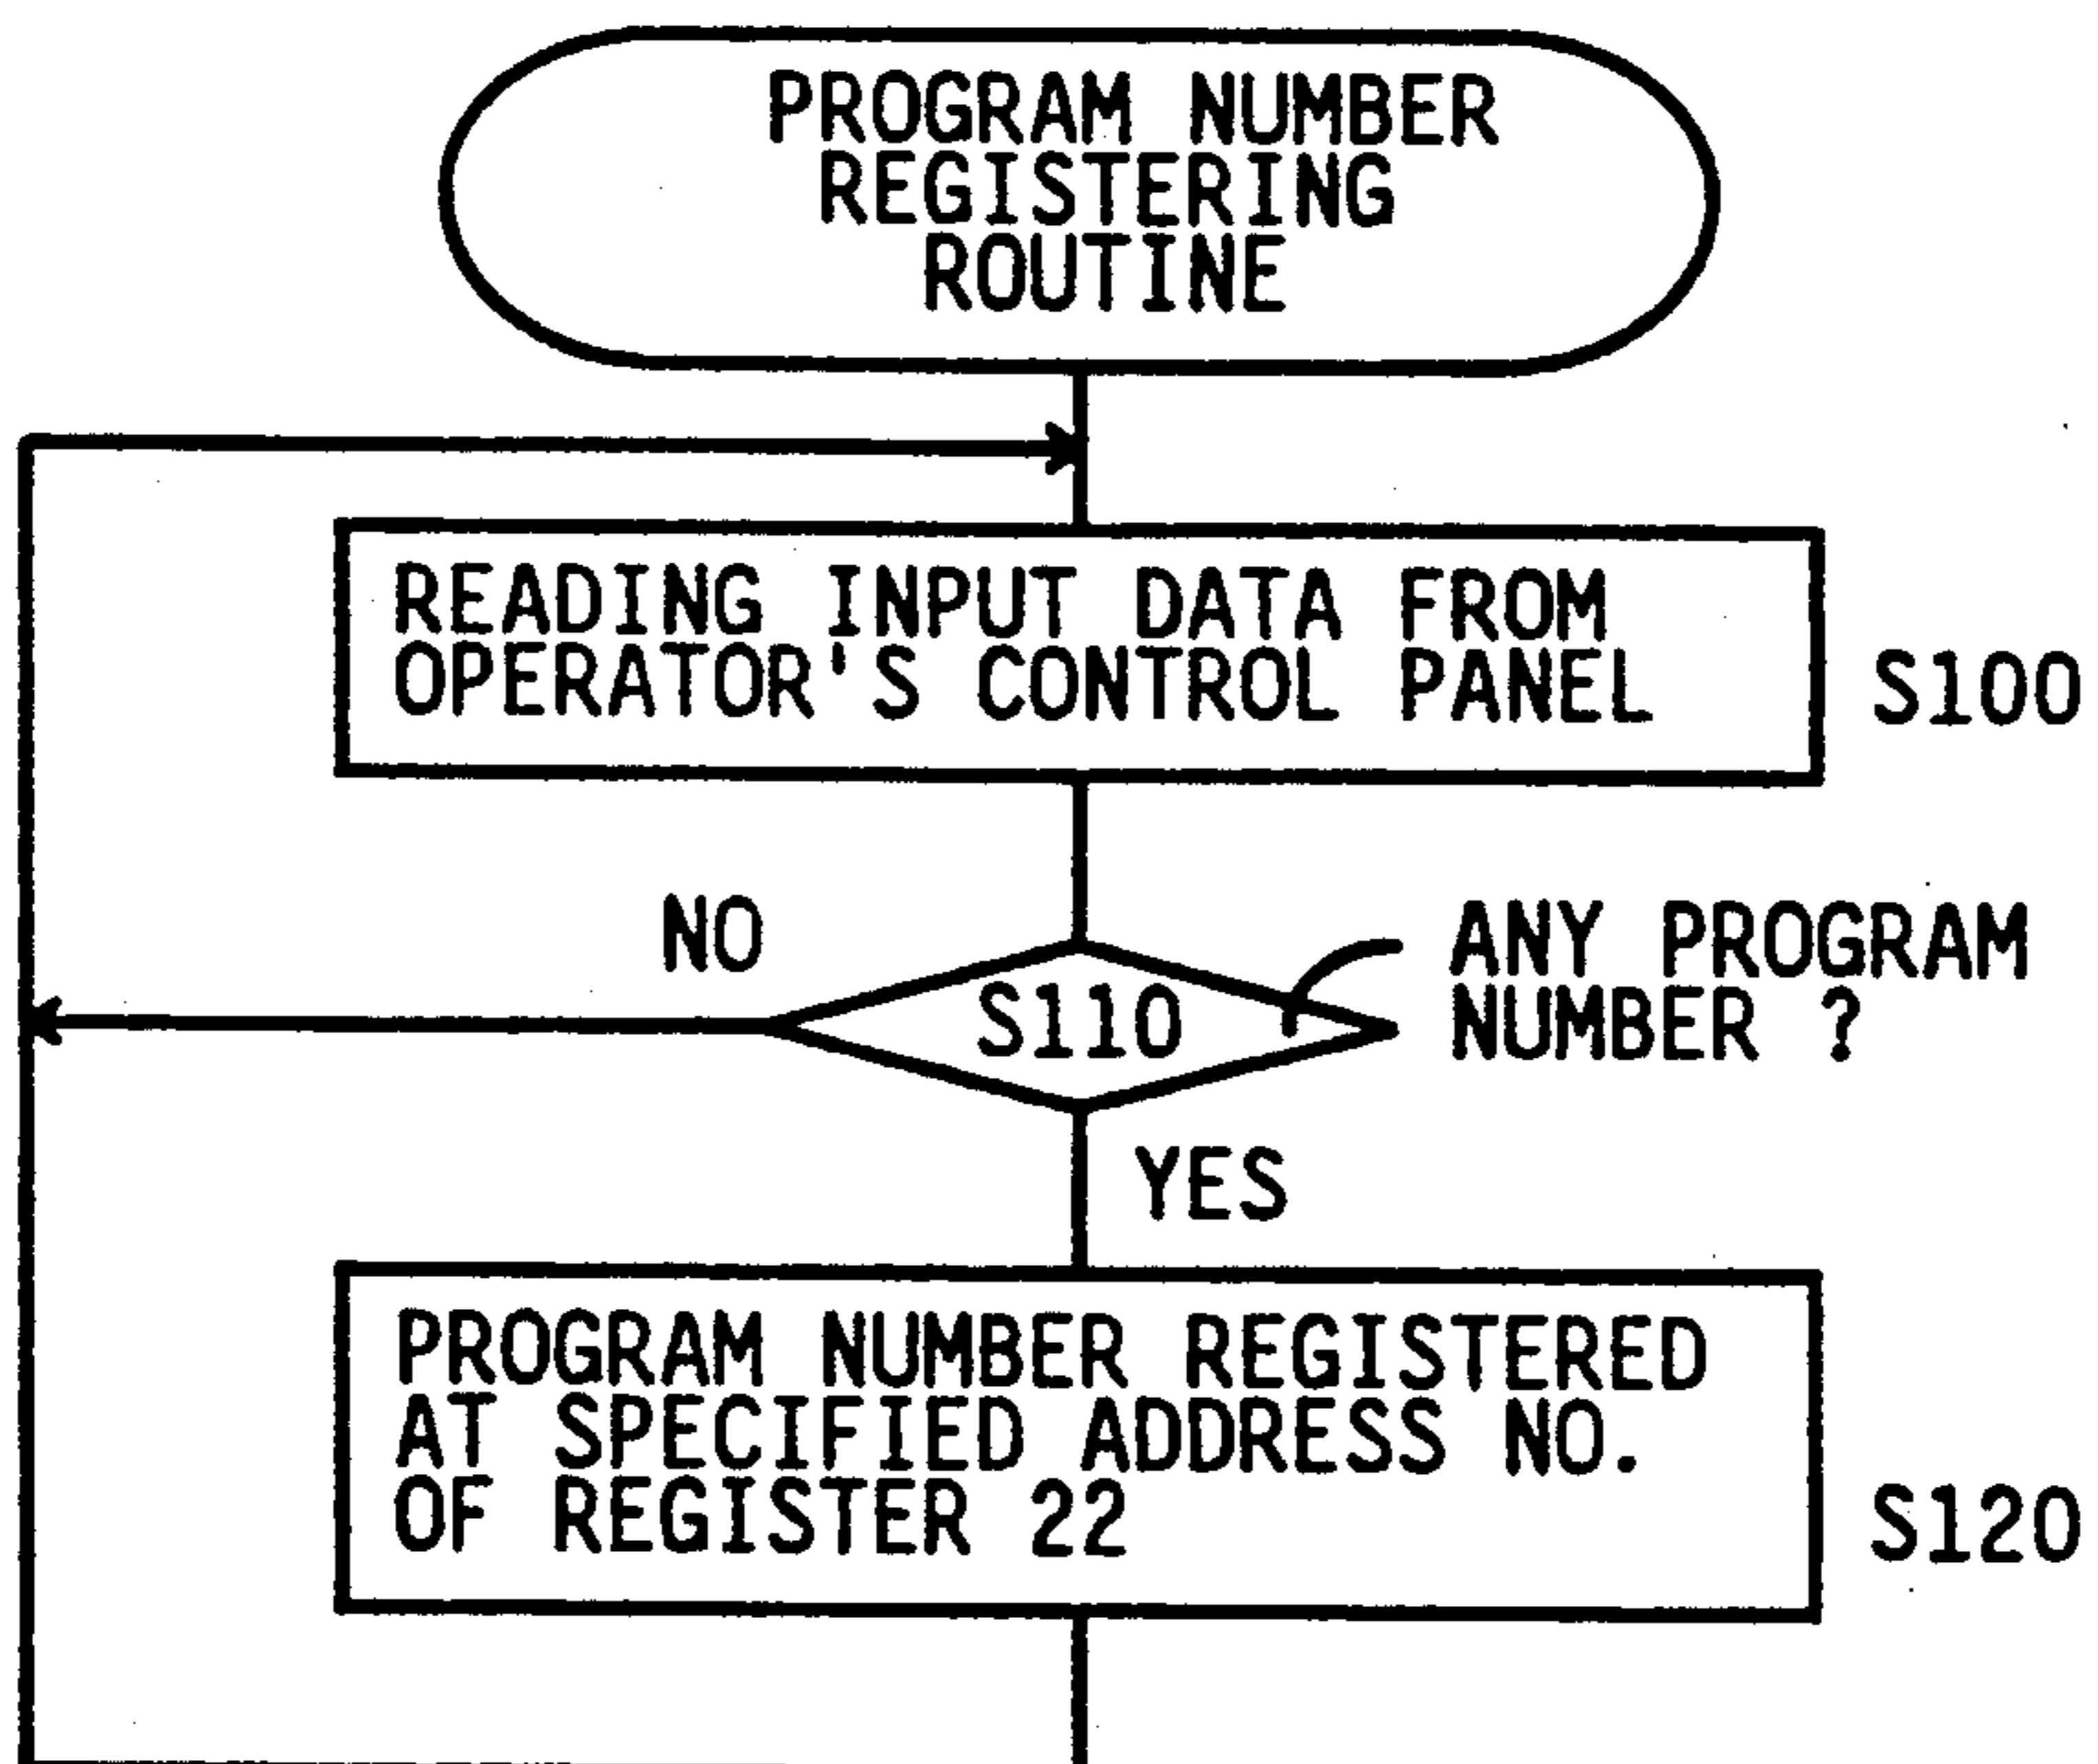 PROGRAM NUMBER
REGISTERING
ROUTINE
READING INPUT DATA FROM
OPERATOR'S CONTROL PANEL
S100
NO
ANY PROGRAM
NUMBER ?
S110
YES
PROGRAM NUMBER REGISTERED
AT SPECIFIED ADDRESS NO.
OF REGISTER 22
S120